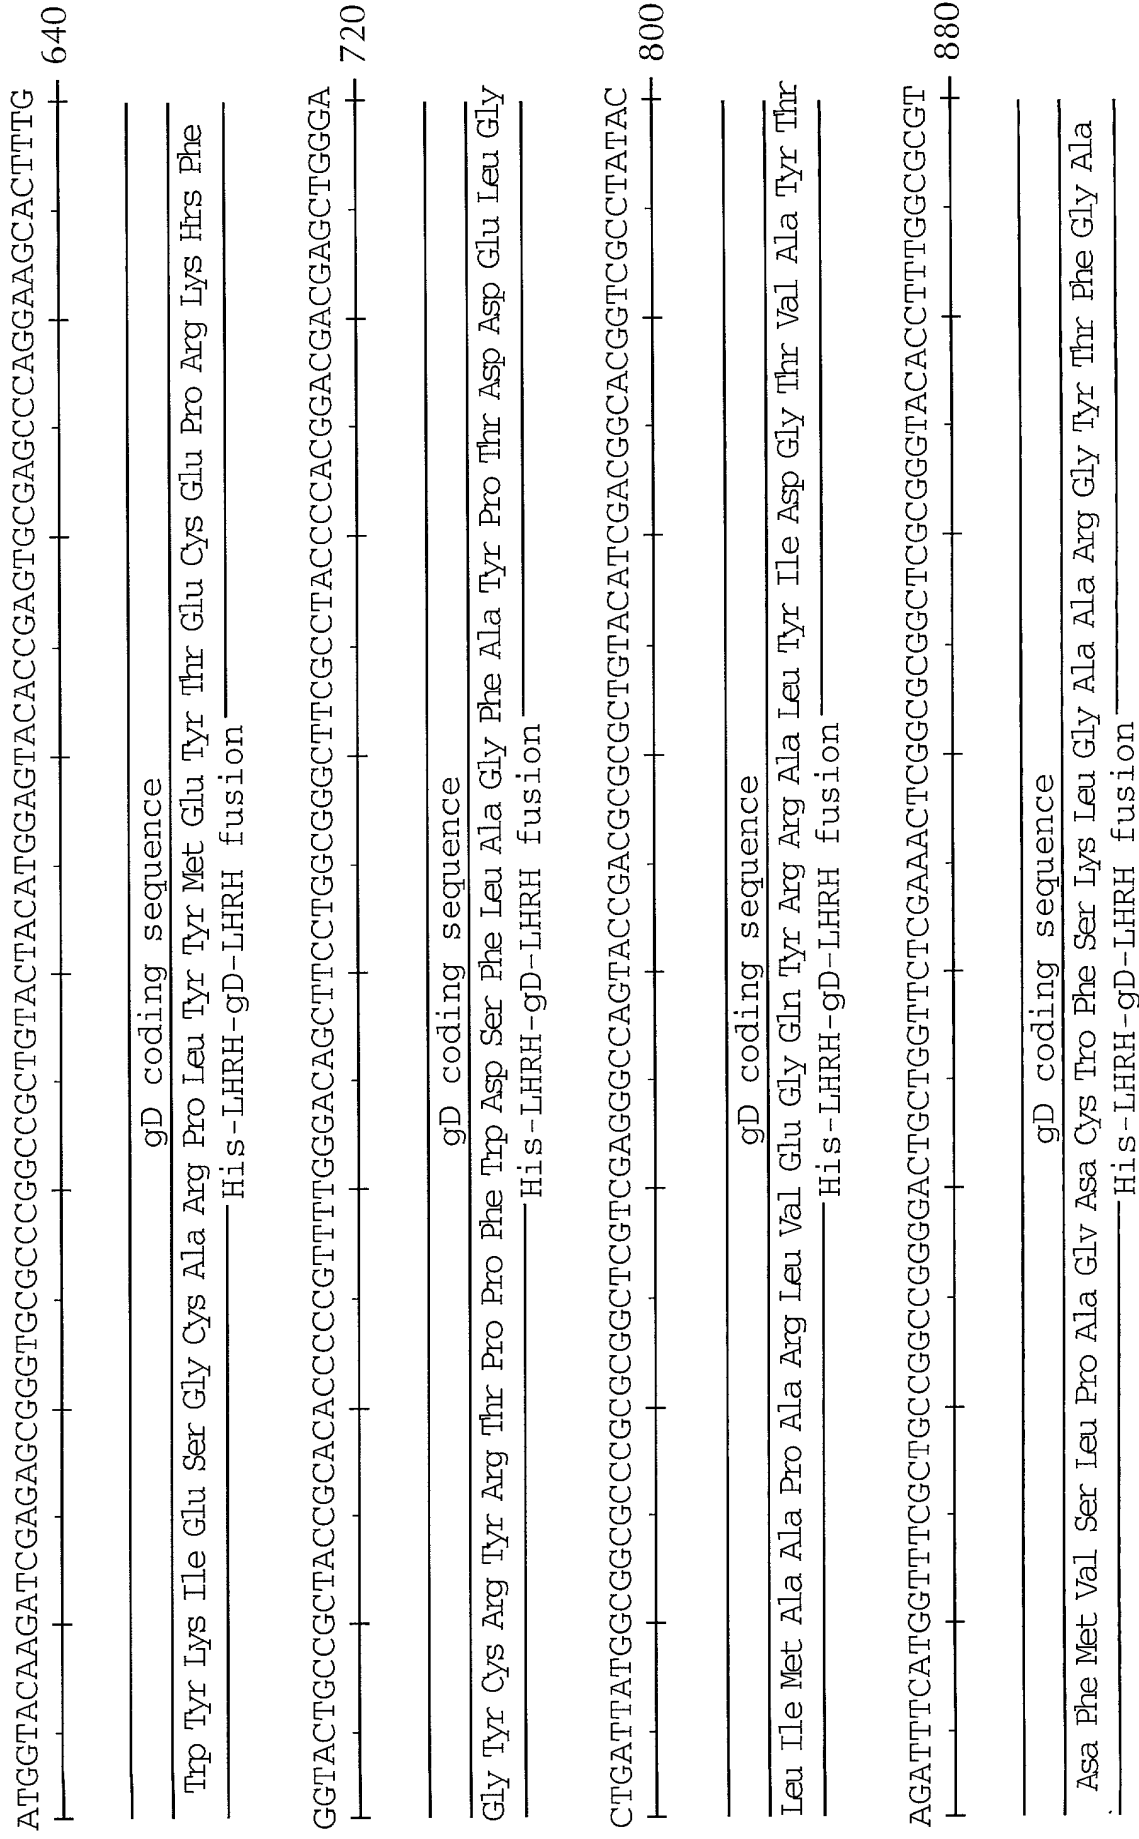 ATGGTACAAGATCGAGAGCGGGTGCGCCCGGCCGCTGTACTACATGGAGTACACCGAGTGCGAGCCCAGGAAGCACTTTG
640
gD coding sequence
Trp Tyr Lys Ile Glu Ser Gly Cys Ala Arg Pro Leu Tyr Tyr Met Glu Tyr Thr Glu Cys Glu Pro Arg Lys Hrs Phe
His-LHRH-gD-LHRH fusion
GGTACTGCCGCTACCGCACACCCCCGTTTTGGGACAGCTTCCTGGCGGGCTTCGCCTACCCCACGGACGACGAGCTGGGA
720
gD coding sequence
Gly Tyr Cys Arg Tyr Arg Thr Pro Pro Phe Trp Asp Ser Phe Leu Ala Gly Phe Ala Tyr Pro Thr Asp Asp Glu Leu Gly
His-LHRH-gD-LHRH fusion
CTGATTATGGCGGCGCCCGCGCGGCTCGTCGAGGGCCAGTACCGACGCGCGCTGTACATCGACGGCACGGTCGCCTATAC
800
gD coding sequence
Leu Ile Met Ala Ala Pro Ala Arg Leu Val Glu Gly Gln Tyr Arg Arg Ala Leu Tyr Ile Asp Gly Thr Val Ala Tyr Thr
His-LHRH-gD-LHRH fusion
AGATTTCATGGTTTCGCTGCCGGCCGGGGACTGCTGGTTCTCGAAACTCGGCGCGGCTCGCGGGTACACCTTTGGCGCGT
880
gD coding sequence
Asa Phe Met Val Ser Leu Pro Ala Glv Asa Cys Tro Phe Ser Lys Leu Gly Ala Ala Arg Gly Tyr Thr Phe Gly Ala
His-LHRH-gD-LHRH fusion